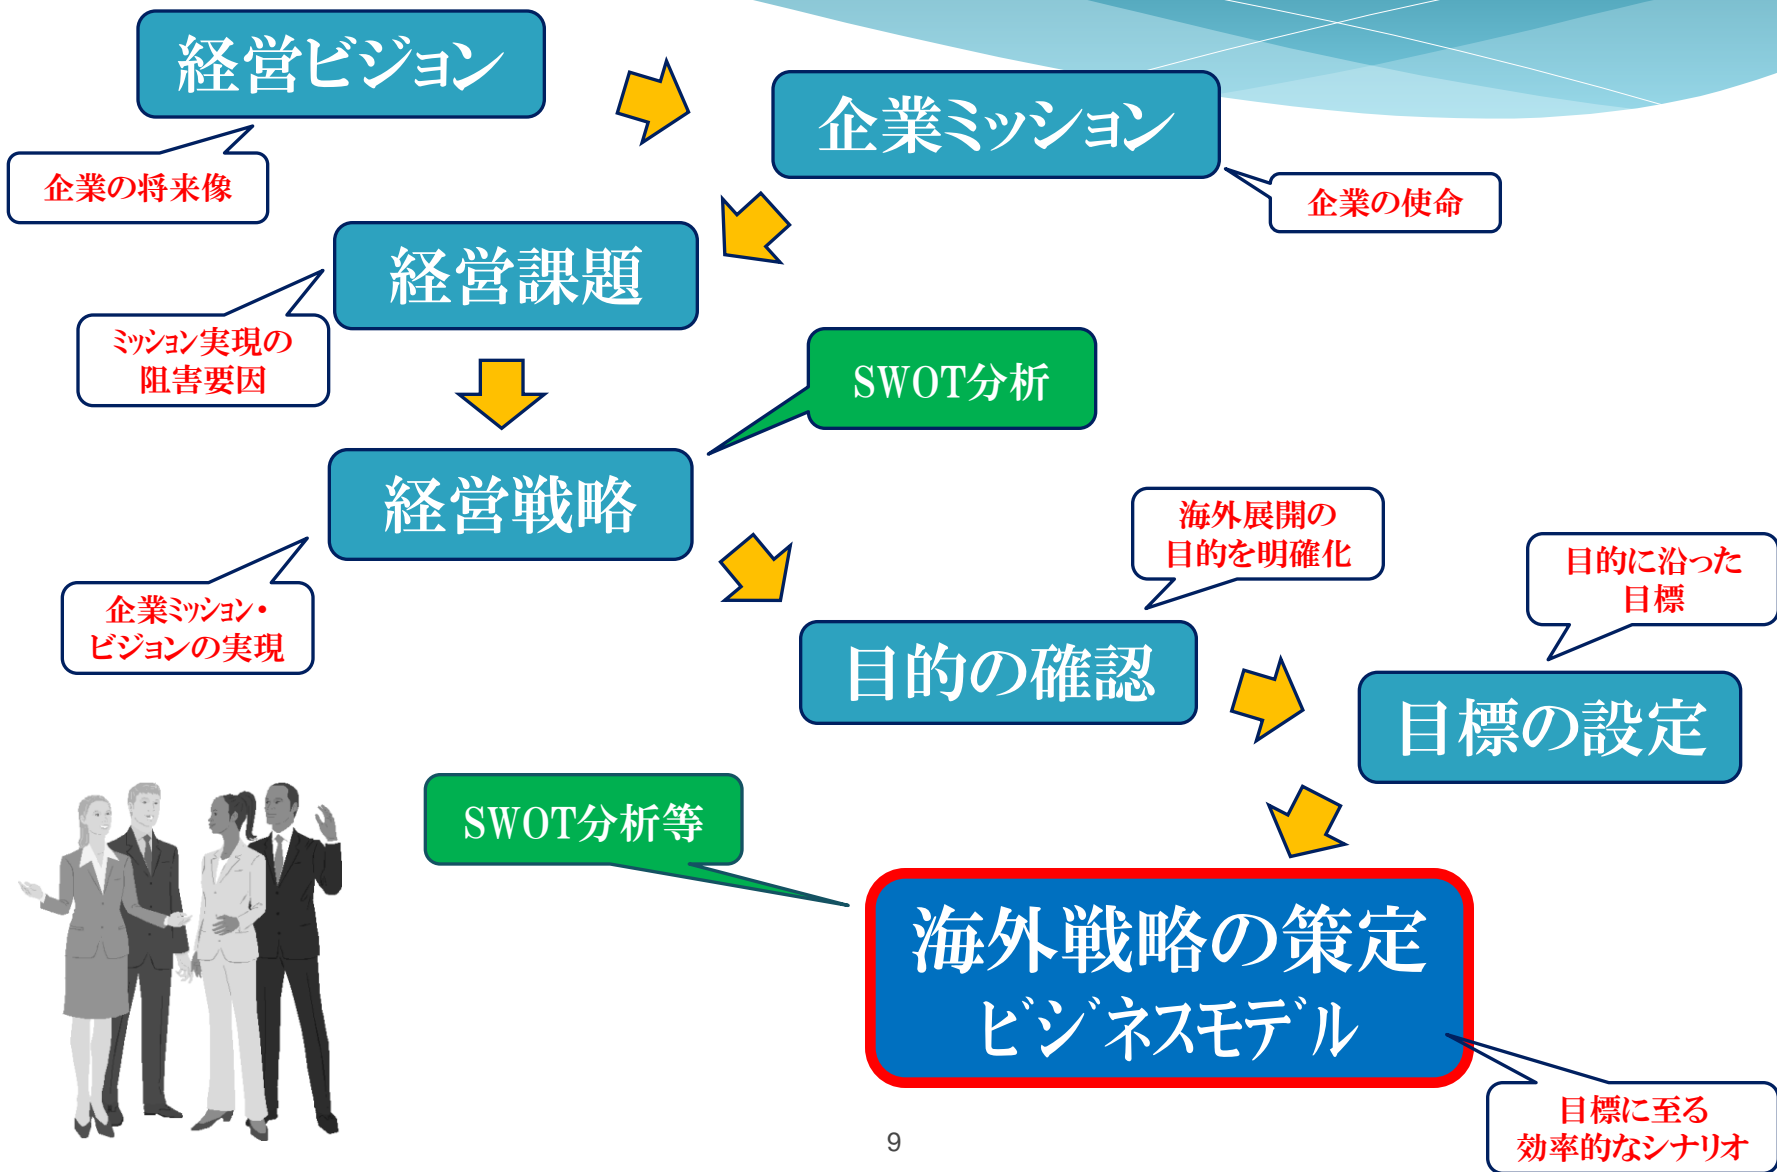 経営ビジョン
企業の将来像
企業ミッション
企業の使命
経営課題
ミッション実現の
阻害要因
SWOT分析
経営戦略
企業ミッション・
ビジョンの実現
海外展開の
目的を明確化
目的の確認
目的に沿った
目標
目標の設定
SWOT分析等
海外戦略の策定
ビジネスモデル
目標に至る
効率的なシナリオ
9